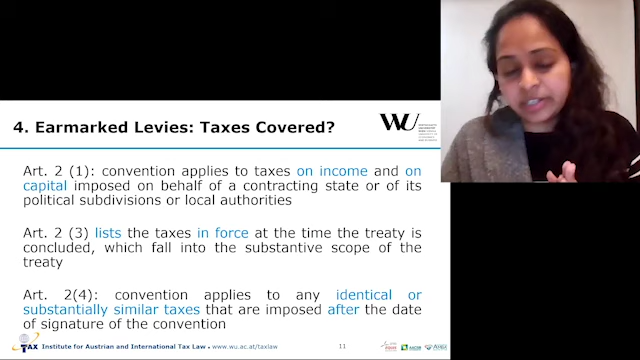 4. Earmarked Levies: Taxes Covered?
WU
Art. 2 (1): convention applies to taxes on income and on
capital imposed on behalf of a contracting state or of its
political subdivisions or local authorities
Art. 2 (3) lists the taxes in force at the time the treaty is
concluded, which fall into the substantive scope of the
treaty
Art. 2(4): convention applies to any identical or
substantially similar taxes that are imposed after the date
of signature of the convention
TAX Institute for Austrian and International Tax Law • www.wu.ac.at/taxlaw 11